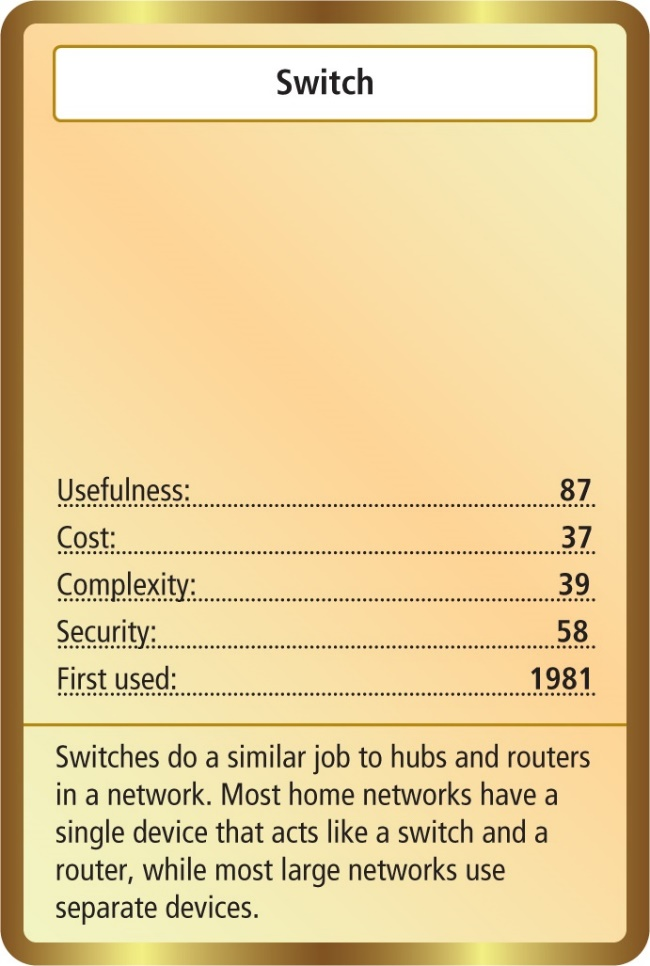 Switch
Usefulness: 87
Cost: 37
Complexity: 39
Security: 58
First used: 1981
Switches do a similar job to hubs and routers
in a network. Most home networks have a
single device that acts like a switch and a
router, while most large networks use
separate devices.